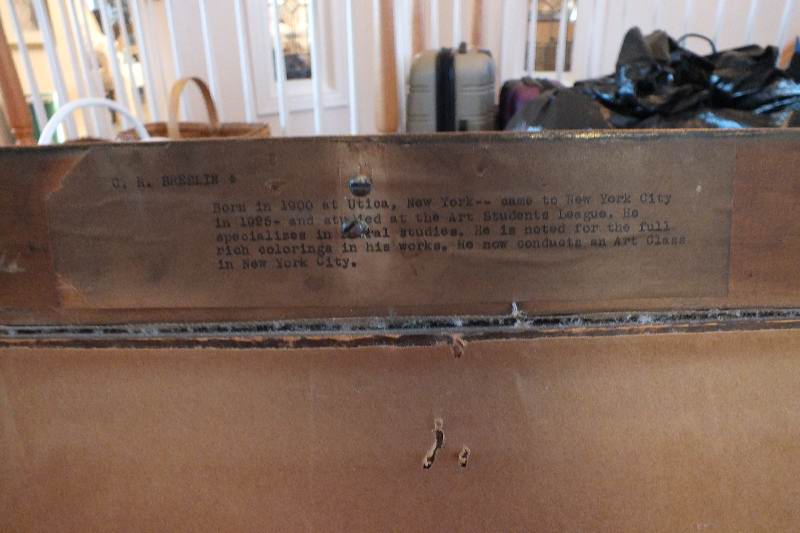 C. R. BRESLIN
Born in 1900 at Utica, New York-- came to New York City
in 1925- and studied at the Art Students League. He
specializes in studies. He is noted for the full
rich colorings in his works. He now conducts an Art Class
in New York City.